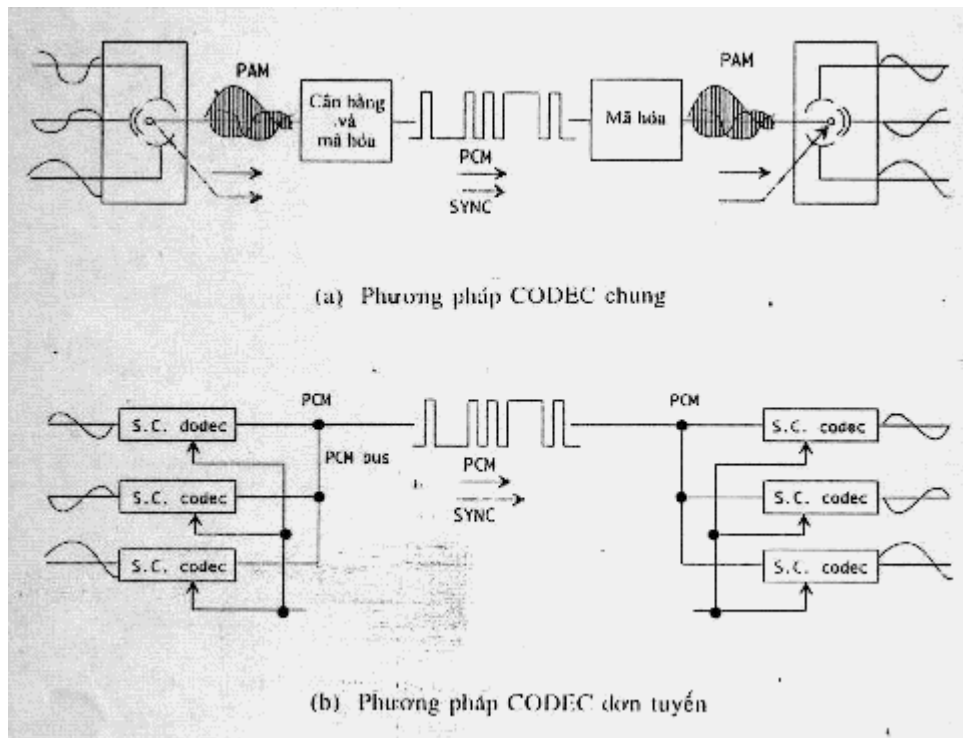 PAM
Cân bằng
và
mã hóa
PCM
SYNC
Mã hóa
PAM
(a) Phương pháp CODEC chung
S.C. dodec
S.C. codec
S.C. codec
PCM
PCM bus
PCM
SYNC
PCM
S.C. codec
S.C. codec
S.C. codec
(b) Phương pháp CODEC đơn tuyến